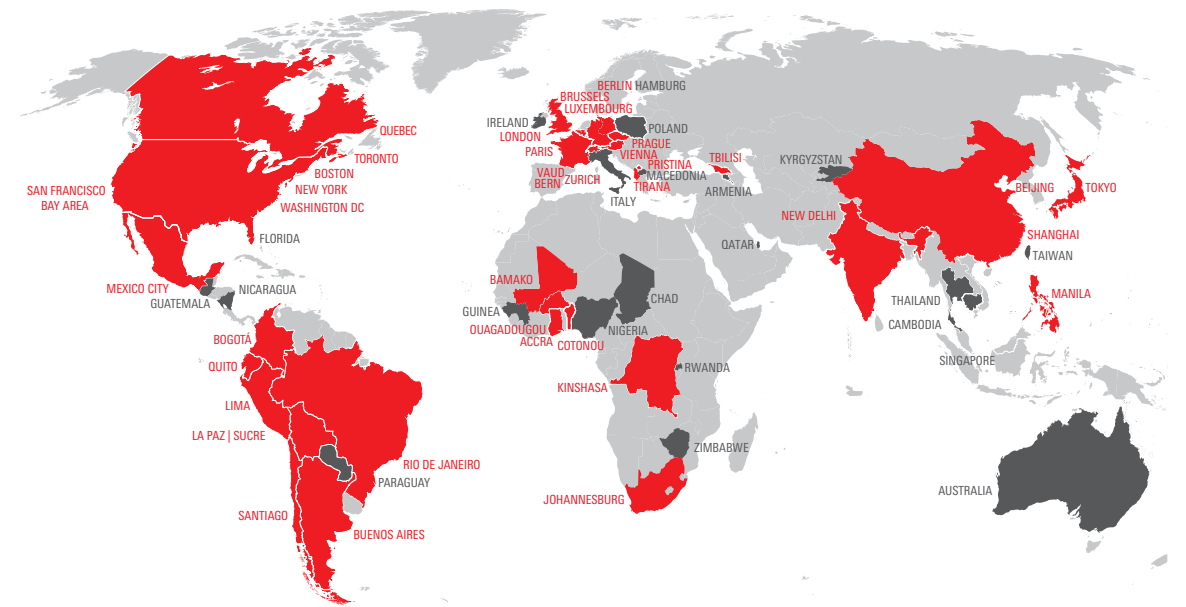 QUEBEC
TORONTO
BOSTON
NEW YORK
WASHINGTON DC
SAN FRANCISCO
BAY AREA
FLORIDA
MEXICO CITY
GUATEMALA
NICARAGUA
BOGOTÁ
QUITO
LIMA
LA PAZ | SUCRE
RIO DE JANEIRO
PARAGUAY
SANTIAGO
BUENOS AIRES
BERLIN HAMBURG
BRUSSELS
LUXEMBOURG
IRELAND
LONDON
POLAND
PARIS
PRAGUE
VIENNA
VAUD
BERN
ZURICH
PRISTINA
MACEDONIA
TIRANA
ITALY
TBILISI
ARMENIA
KYRGYZSTAN
QATAR
BAMAKO
GUINEA
OUAGADOUGOU
ACCRA
COTONOU
NIGERIA
CHAD
KINSHASA
RWANDA
ZIMBABWE
JOHANNESBURG
NEW DELHI
BEIJING
TOKYO
SHANGHAI
TAIWAN
MANILA
THAILAND
CAMBODIA
SINGAPORE
AUSTRALIA